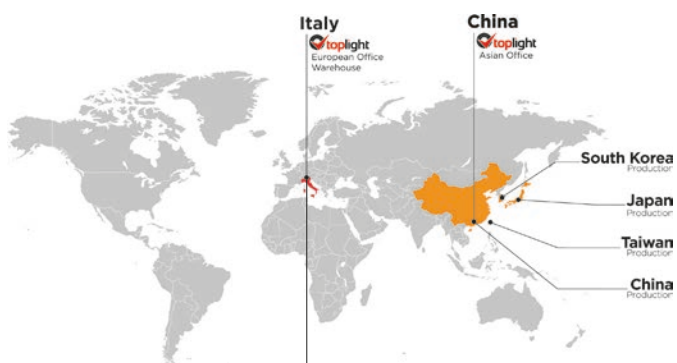 Italy
toplight
European Office
Warehouse
China
toplight
Asian Office
South Korea
Production
Japan
Production
Taiwan
Production
China
Production